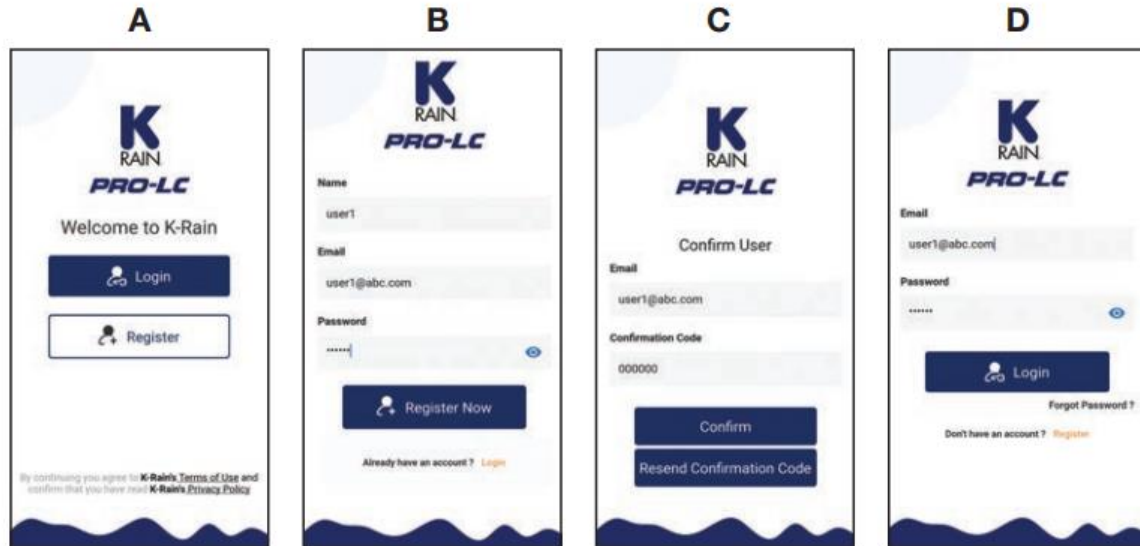 A
K
RAIN
PRO-LC
Welcome to K-Rain
Login
Register
By continuing you agree to K-Rain's Terms of Use and
confirm that you have read K-Rain's Privacy Policy
B
K
RAIN
PRO-LC
Name
user1
Email
user1@abc.com
Password
••••••
Register Now
Already have an account ? Login
C
K
RAIN
PRO-LC
Confirm User
Email
user1@abc.com
Confirmation Code
000000
Confirm
Resend Confirmation Code
D
K
RAIN
PRO-LC
Email
user1@abc.com
Password
••••••
Login
Forgot Password ?
Don't have an account ? Register